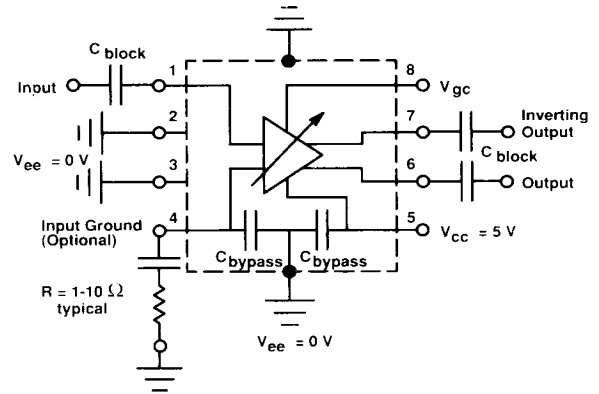 C block
Input
1
2
3
4
8
7
6
5
V gc
Inverting
Output
C block
Output
V ee = 0 V
Input Ground
(Optional)
C bypass
C bypass
V cc = 5 V
R = 1-10 Ω
typical
V ee = 0 V